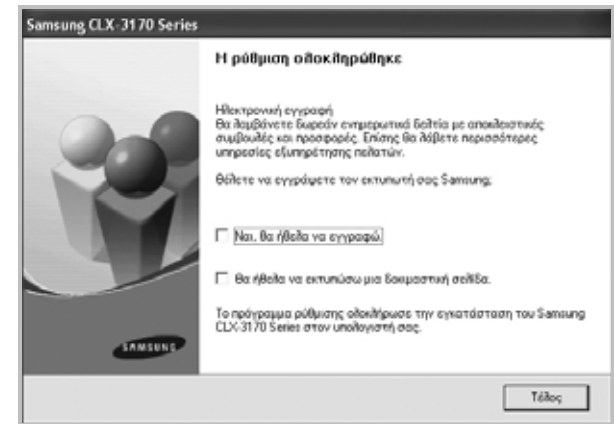 Samsung CLX-3170 Series
Η ρύθμιση ολοκληρώθηκε
Ηλεκτρονική εγγραφή
Θα λαμβάνετε δωρεάν ενημερωτικά δελτία με αποκλειστικές
συμβουλές και προσφορές. Επίσης θα λάβετε περισσότερες
υπηρεσίες εξυπηρέτησης πελατών.
Θέλετε να εγγράψετε τον εκτυπωτή σας Samsung;
Ναι, θα ήθελα να εγγραφώ.
Θα ήθελα να εκτυπώσω μια δοκιμαστική σελίδα.
Το πρόγραμμα ρύθμισης ολοκλήρωσε την εγκατάσταση του Samsung
CLX-3170 Series στον υπολογιστή σας.
SAMSUNG
Τέλος